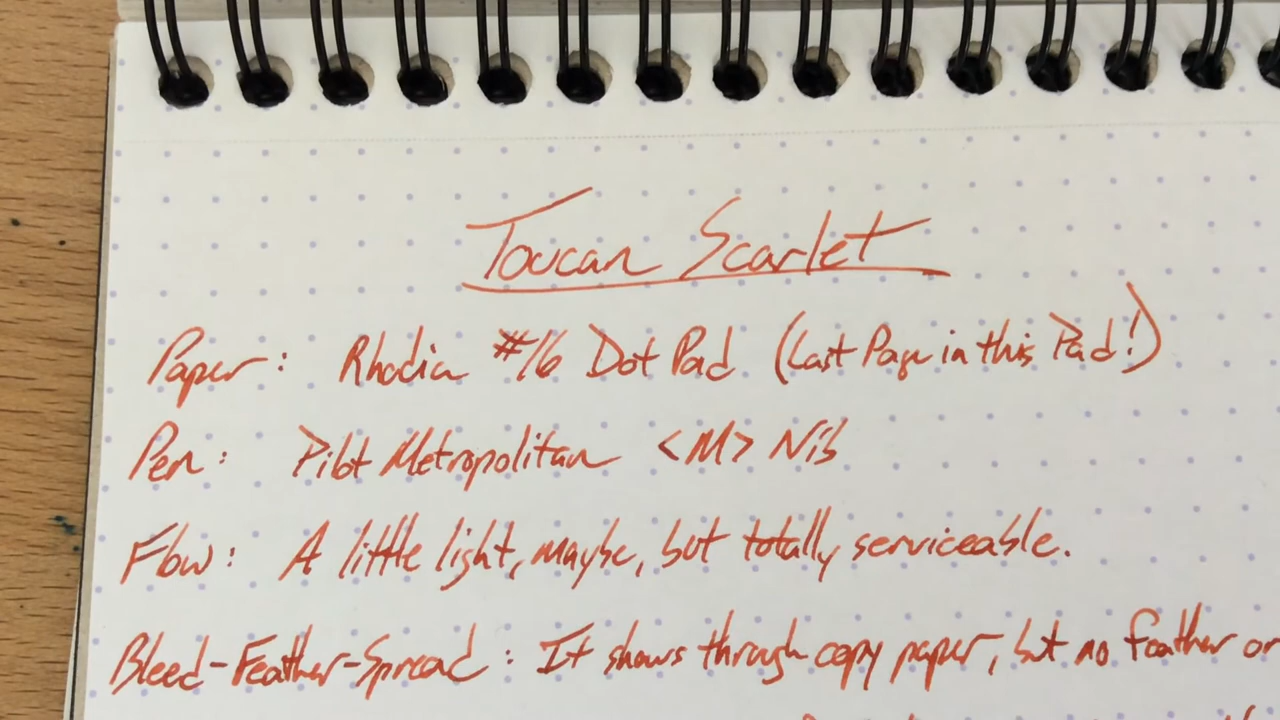 Toucan Scarlet
Paper: Rhodia #16 Dot Pad (Last Page in this Pad!)
Pen: Pilot Metropolitan <M> Nib
Flow: A little light, maybe, but totally serviceable.
Bleed-Feather-Spread: It shows through copy paper, but no feather or